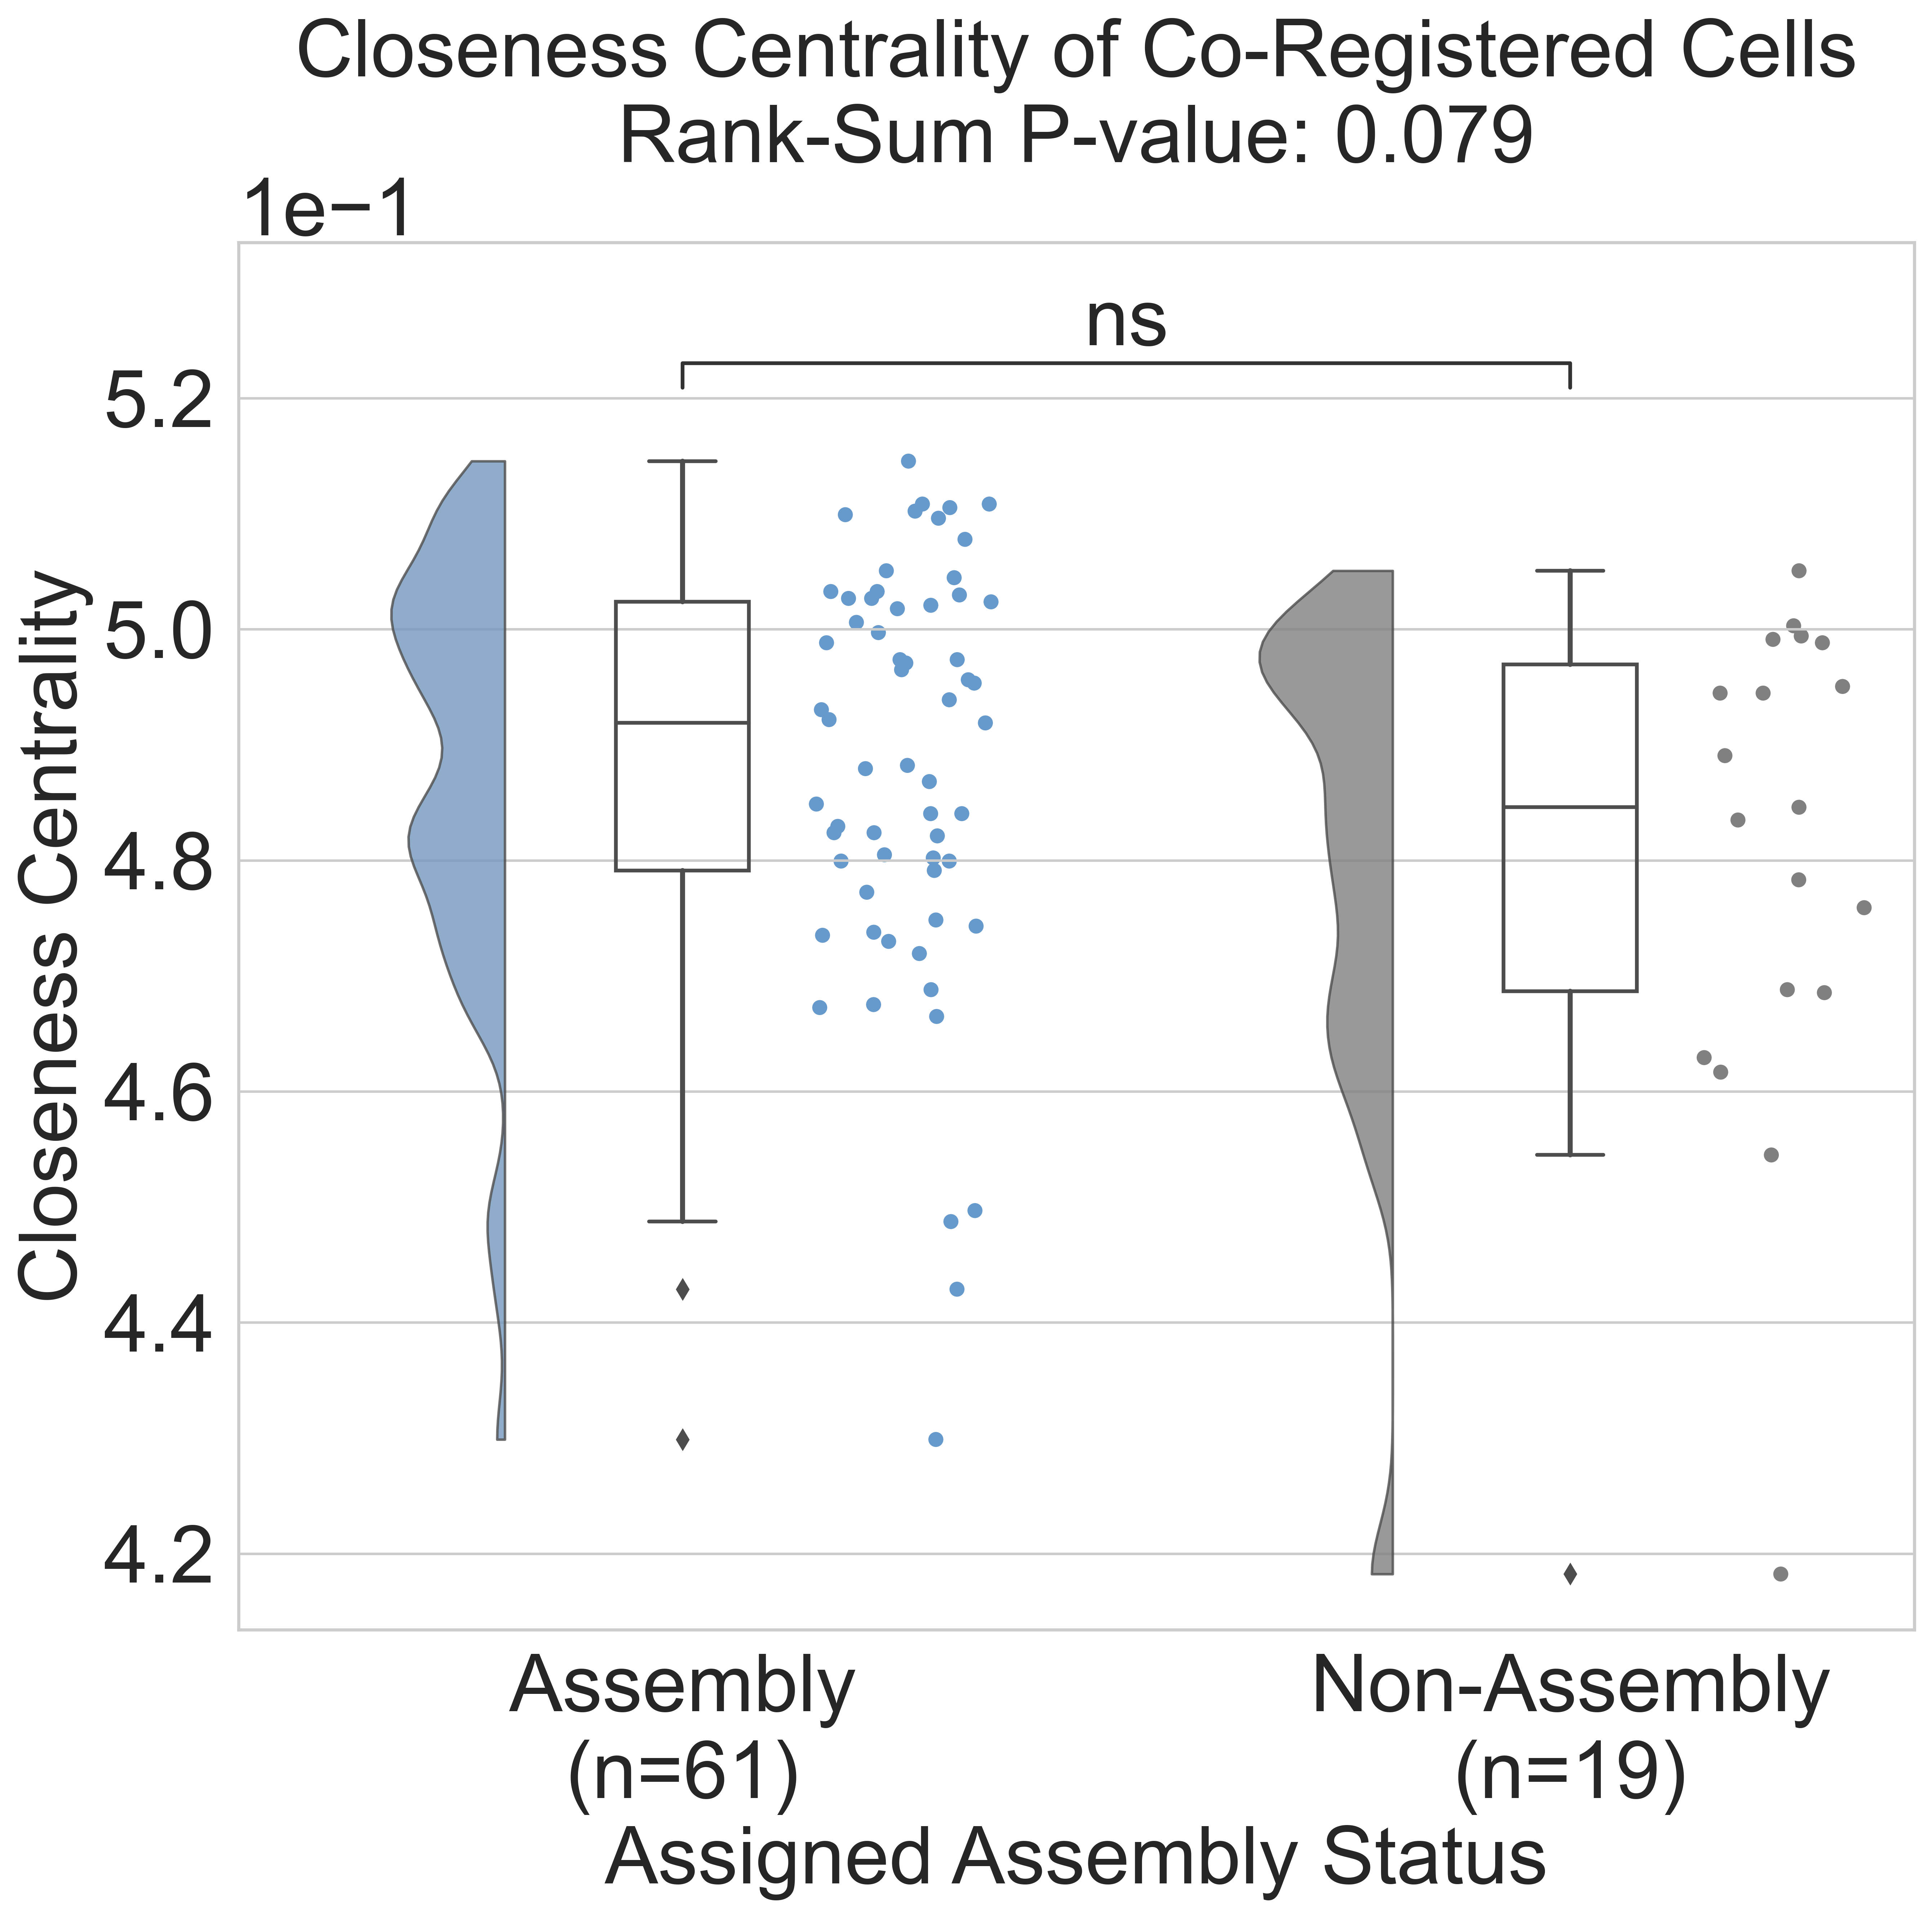 Closeness Centrality of Co-Registered Cells
Rank-Sum P-value: 0.079
1e−1
ns
5.2
5.0
4.8
4.6
4.4
4.2
Closeness Centrality
Assembly
(n=61)
Non-Assembly
(n=19)
Assigned Assembly Status